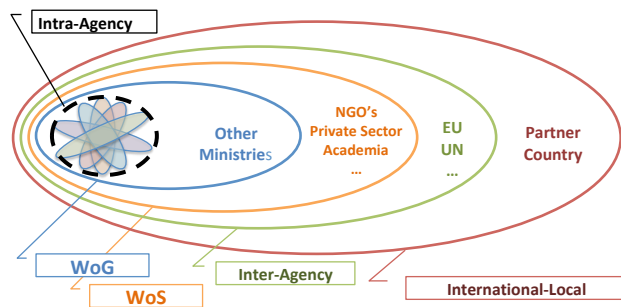 Intra-Agency
Other
Ministries
NGO's
Private Sector
Academia
...
EU
UN
...
Partner
Country
WoG
WoS
Inter-Agency
International-Local